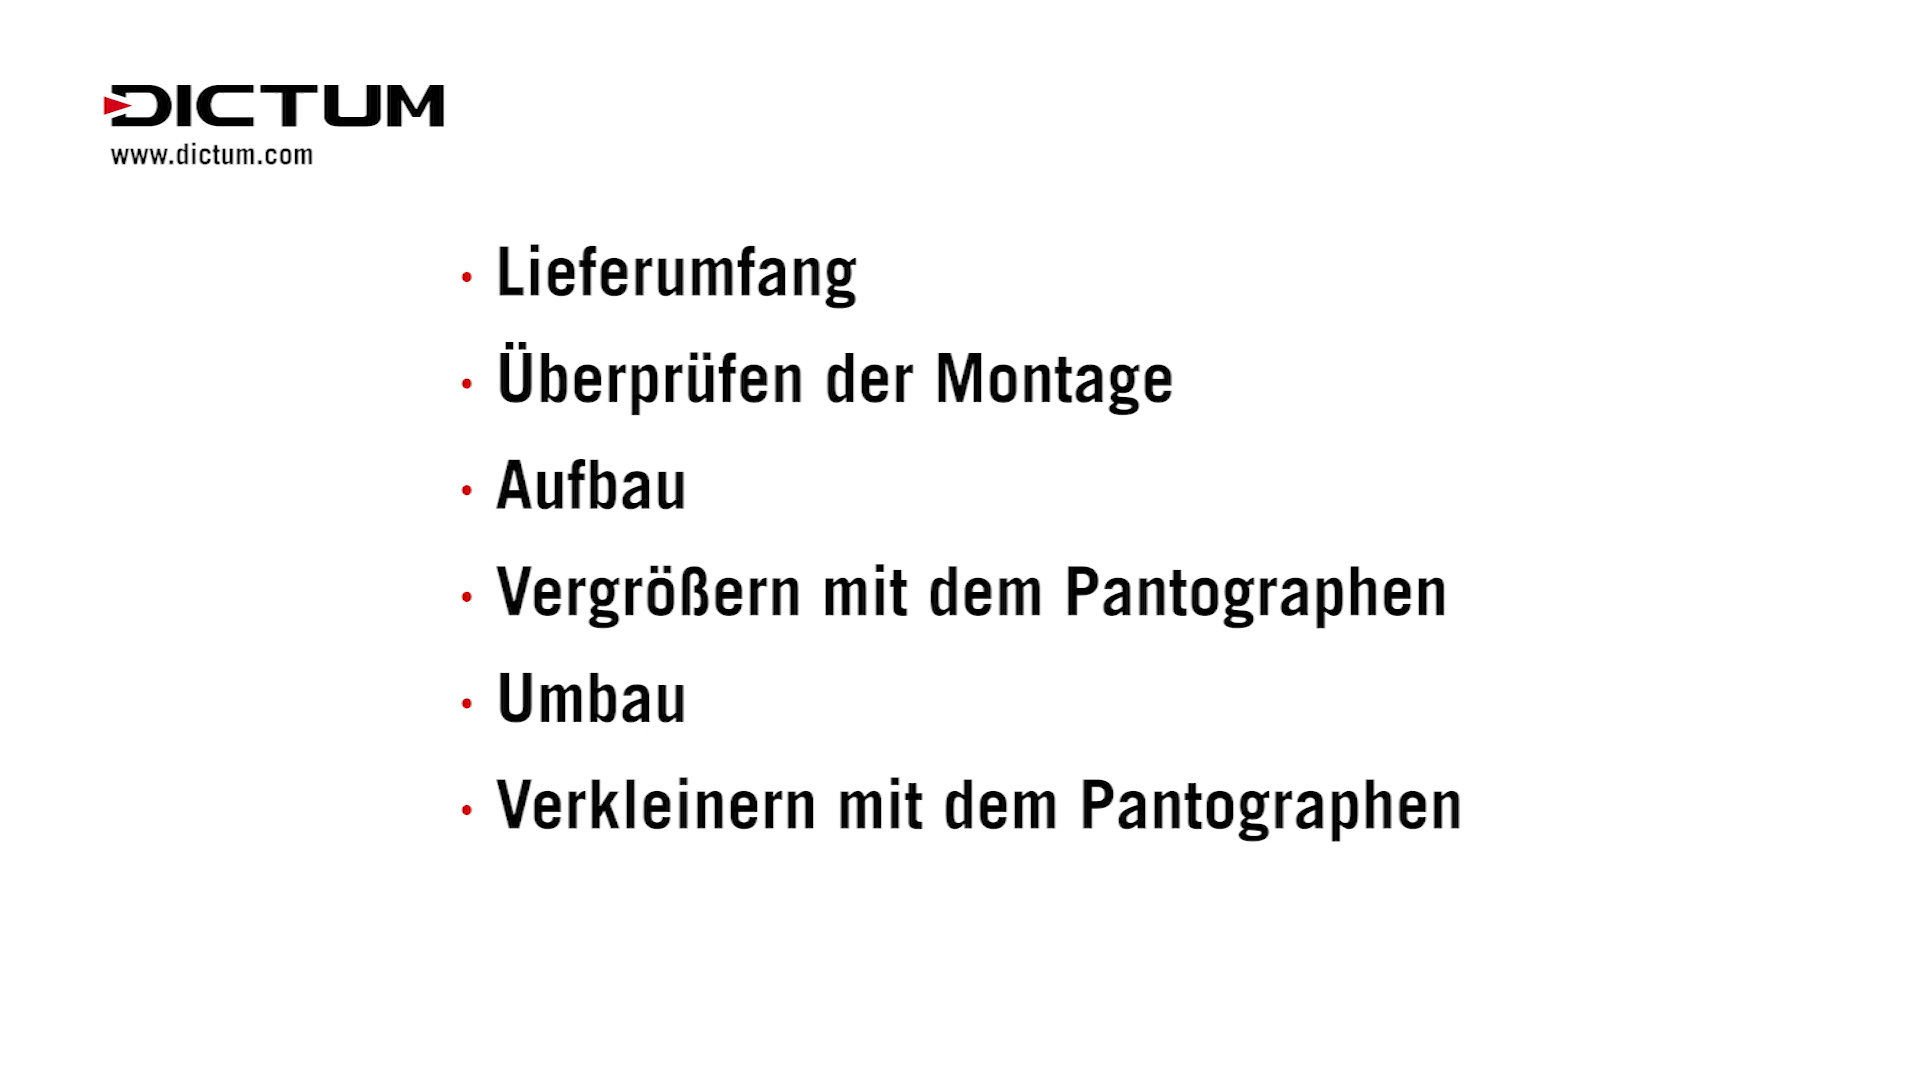 DICTUM
www.dictum.com
• Lieferumfang
• Überprüfen der Montage
• Aufbau
• Vergrößern mit dem Pantographen
• Umbau
• Verkleinern mit dem Pantographen